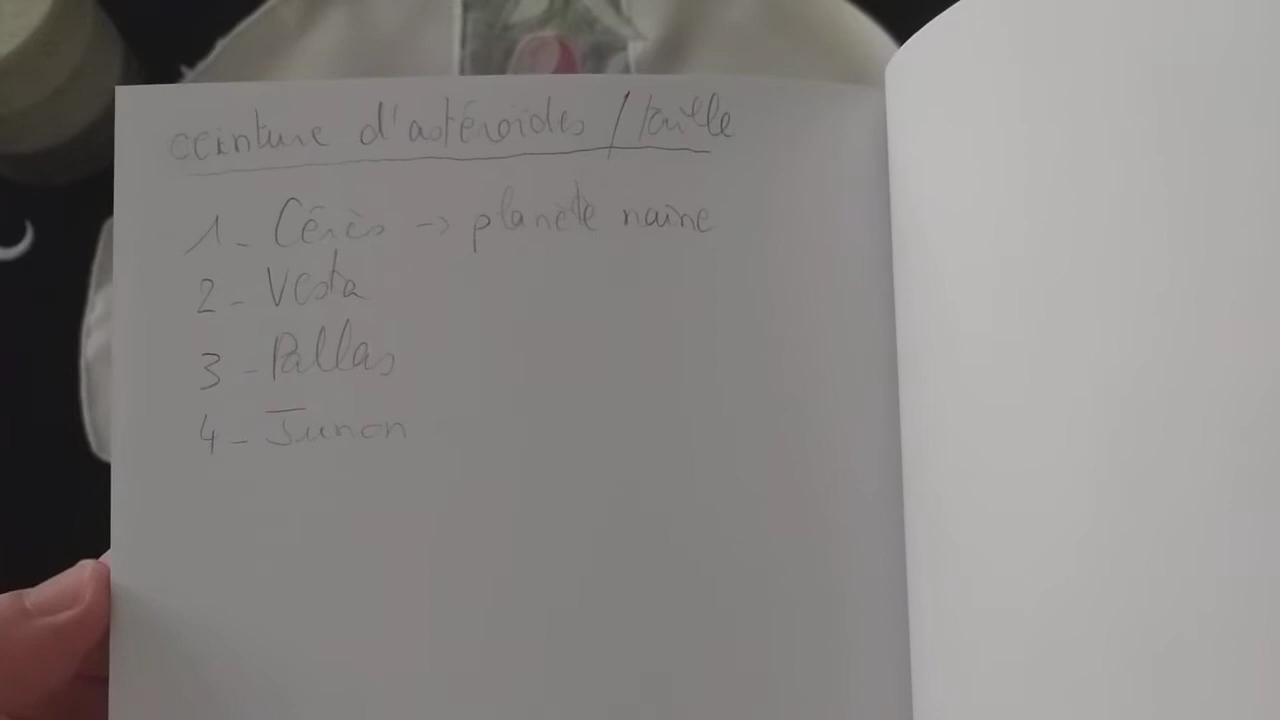 ceinture d'astéroïdes / taille
1 - Cérès -> planète naine
2 - Vesta
3 - Pallas
4 - Junon